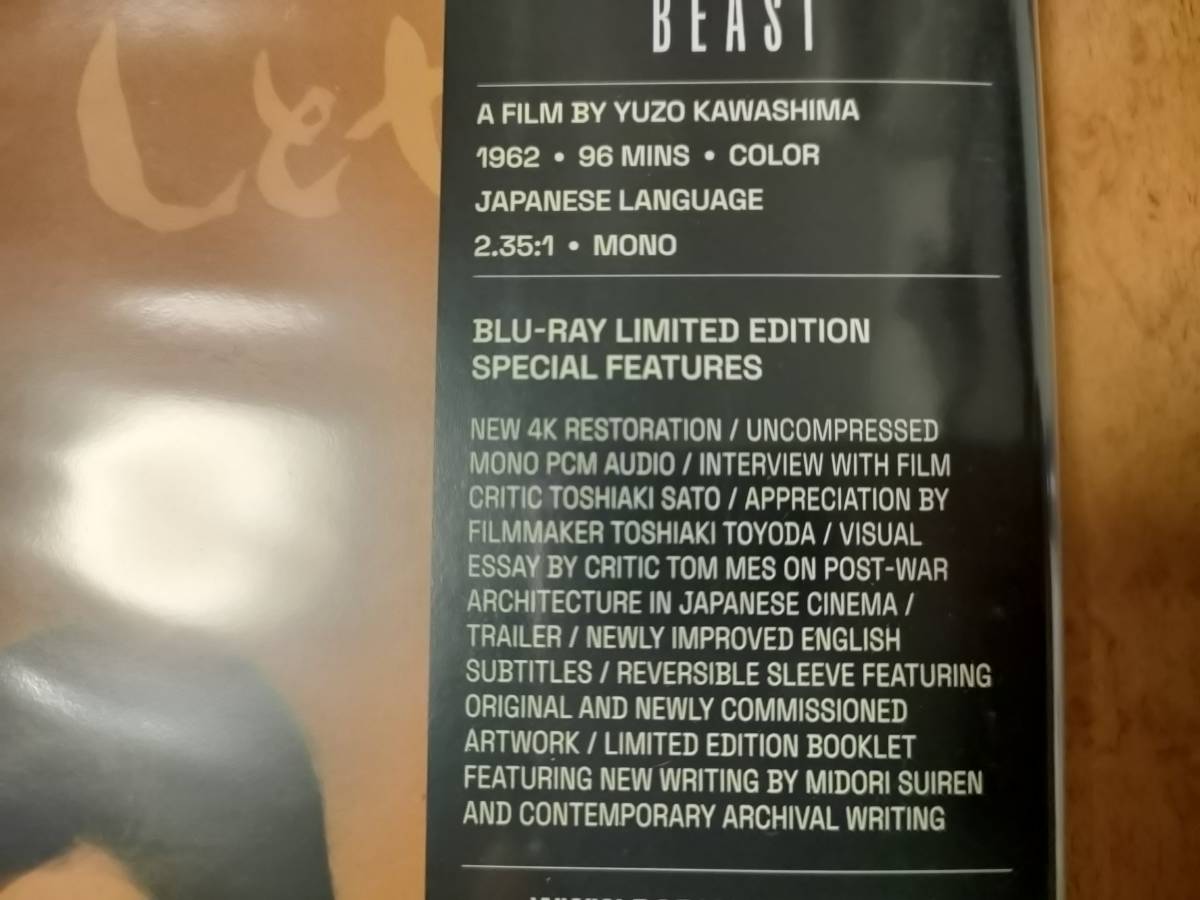 しとや
BEAST
A FILM BY YUZO KAWASHIMA
1962 • 96 MINS • COLOR
JAPANESE LANGUAGE
2.35:1 • MONO
BLU-RAY LIMITED EDITION
SPECIAL FEATURES
NEW 4K RESTORATION / UNCOMPRESSED
MONO PCM AUDIO / INTERVIEW WITH FILM
CRITIC TOSHIAKI SATO / APPRECIATION BY
FILMMAKER TOSHIAKI TOYODA / VISUAL
ESSAY BY CRITIC TOM MES ON POST-WAR
ARCHITECTURE IN JAPANESE CINEMA /
TRAILER / NEWLY IMPROVED ENGLISH
SUBTITLES / REVERSIBLE SLEEVE FEATURING
ORIGINAL AND NEWLY COMMISSIONED
ARTWORK / LIMITED EDITION BOOKLET
FEATURING NEW WRITING BY MIDORI SUIREN
AND CONTEMPORARY ARCHIVAL WRITING